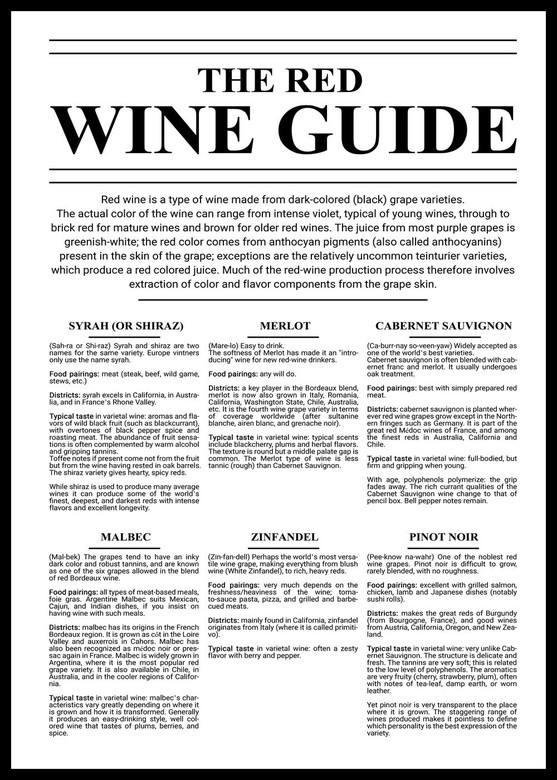 THE RED
WINE GUIDE
Red wine is a type of wine made from dark-colored (black) grape varieties.
The actual color of the wine can range from intense violet, typical of young wines, through to
brick red for mature wines and brown for older red wines. The juice from most purple grapes is
greenish-white; the red color comes from anthocyan pigments (also called anthocyanins)
present in the skin of the grape; exceptions are the relatively uncommon teinturier varieties,
which produce a red colored juice. Much of the red-wine production process therefore involves
extraction of color and flavor components from the grape skin.
SYRAH (OR SHIRAZ)
(Sah-ra or Shi-raz) Syrah and shiraz are two
names for the same variety. Europe vintners
only use the name syrah.
Food pairings: meat (steak, beef, wild game,
stews, etc.)
Districts: syrah excels in California, in Austra-
lia, and in France's Rhone Valley.
Typical taste in varietal wine: aromas and fla-
vors of wild black fruit (such as blackcurrant),
with overtones of black pepper spice and
roasting meat. The abundance of fruit sensa-
tions is often complemented by warm alcohol
and gripping tannins.
Toffee notes if present come not from the fruit
but from the wine having rested in oak barrels.
The shiraz variety gives hearty, spicy reds.
While shiraz is used to produce many average
wines it can produce some of the world's
finest, deepest, and darkest reds with intense
flavors and excellent longevity.
MERLOT
(Mare-lo) Easy to drink.
The softness of Merlot has made it an "intro-
ducing" wine for new red-wine drinkers.
Food pairings: any will do.
Districts: a key player in the Bordeaux blend,
merlot is now also grown in Italy, Romania,
California, Washington State, Chile, Australia,
etc. It is the fourth wine grape variety in terms
of coverage worldwide (after sultanine
blanche, airen blanc, and grenache noir).
Typical taste in varietal wine: typical scents
include blackcherry, plums and herbal flavors.
The texture is round but a middle palate gap is
common. The Merlot type of wine is less
tannic (rough) than Cabernet Sauvignon.
CABERNET SAUVIGNON
(Ca-burr-nay so-veen-yaw) Widely accepted as
one of the world's best varieties.
Cabernet sauvignon is often blended with cab-
ernet franc and merlot. It usually undergoes
oak treatment.
Food pairings: best with simply prepared red
meat.
Districts: cabernet sauvignon is planted wher-
ever red wine grapes grow except in the North-
ern fringes such as Germany. It is part of the
great red Médoc wines of France, and among
the finest reds in Australia, California and
Chile.
Typical taste in varietal wine: full-bodied, but
firm and gripping when young.
With age, polyphenols polymerize: the grip
fades away. The rich currant qualities of the
Cabernet Sauvignon wine change to that of
pencil box. Bell pepper notes remain.
MALBEC
(Mal-bek) The grapes tend to have an inky
dark color and robust tannins, and are known
as one of the six grapes allowed in the blend
of red Bordeaux wine.
Food pairings: all types of meat-based meals,
foie gras. Argentine Malbec suits Mexican,
Cajun, and Indian dishes, if you insist on
having wine with such meals.
Districts: malbec has its origins in the French
Bordeaux region. It is grown as côt in the Loire
Valley and auxerrois in Cahors. Malbec has
also been recognized as médoc noir or pres-
sac again in France. Malbec is widely grown in
Argentina, where it is the most popular red
grape variety. It is also available in Chile, in
Australia, and in the cooler regions of Califor-
nia.
Typical taste in varietal wine: malbec's char-
acteristics vary greatly depending on where it
is grown and how it is transformed. Generally
it produces an easy-drinking style, well col-
ored wine that tastes of plums, berries, and
spice.
ZINFANDEL
(Zin-fan-dell) Perhaps the world's most versa-
tile wine grape, making everything from blush
wine (White Zinfandel), to rich, heavy reds.
Food pairings: very much depends on the
freshness/heaviness of the wine; toma-
to-sauce pasta, pizza, and grilled and barbe-
cued meats.
Districts: mainly found in California, zinfandel
originates from Italy (where it is called primiti-
vo).
Typical taste in varietal wine: often a zesty
flavor with berry and pepper.
PINOT NOIR
(Pee-know na-wahr) One of the noblest red
wine grapes. Pinot noir is difficult to grow,
rarely blended, with no roughness.
Food pairings: excellent with grilled salmon,
chicken, lamb and Japanese dishes (notably
sushi rolls).
Districts: makes the great reds of Burgundy
(from Bourgogne, France), and good wines
from Austria, California, Oregon, and New Zea-
land.
Typical taste in varietal wine: very unlike Cab-
ernet Sauvignon. The structure is delicate and
fresh. The tannins are very soft; this is related
to the low level of polyphenols. The aromatics
are very fruity (cherry, strawberry, plum), often
with notes of tea-leaf, damp earth, or worn
leather.
Yet pinot noir is very transparent to the place
where it is grown. The staggering range of
wines produced makes it pointless to define
which personality is the best expression of the
variety.